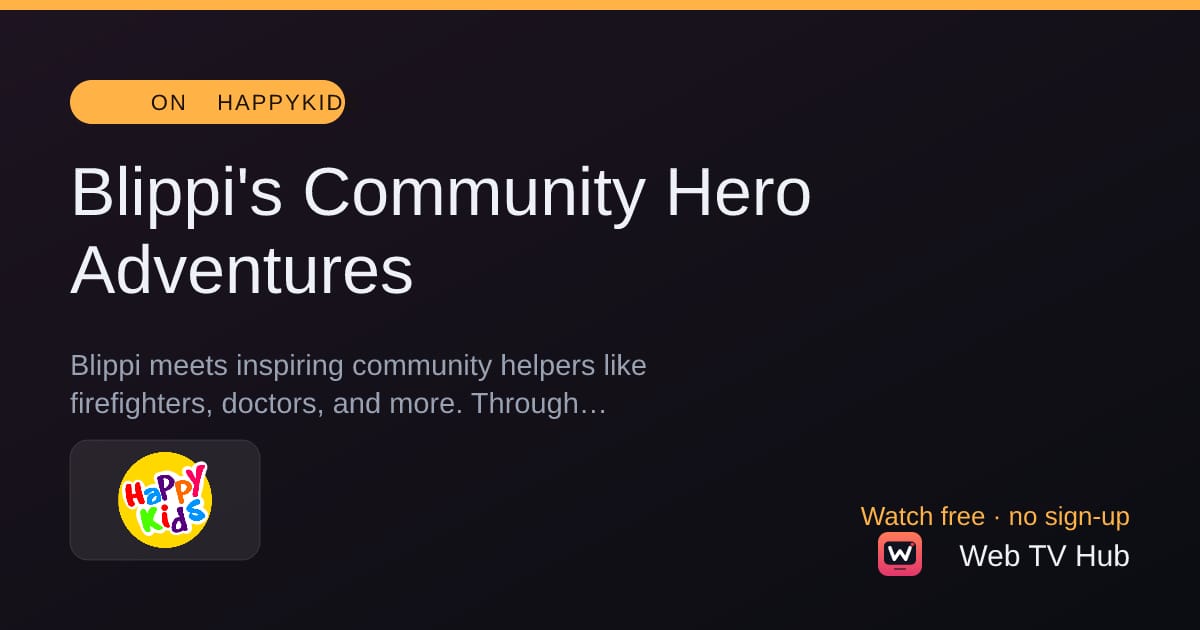 ON HAPPYKID
Blippi's Community Hero
Adventures
Blippi meets inspiring community helpers like
firefighters, doctors, and more. Through…
HaPPY
Kids
Watch free · no sign-up
W
Web TV Hub